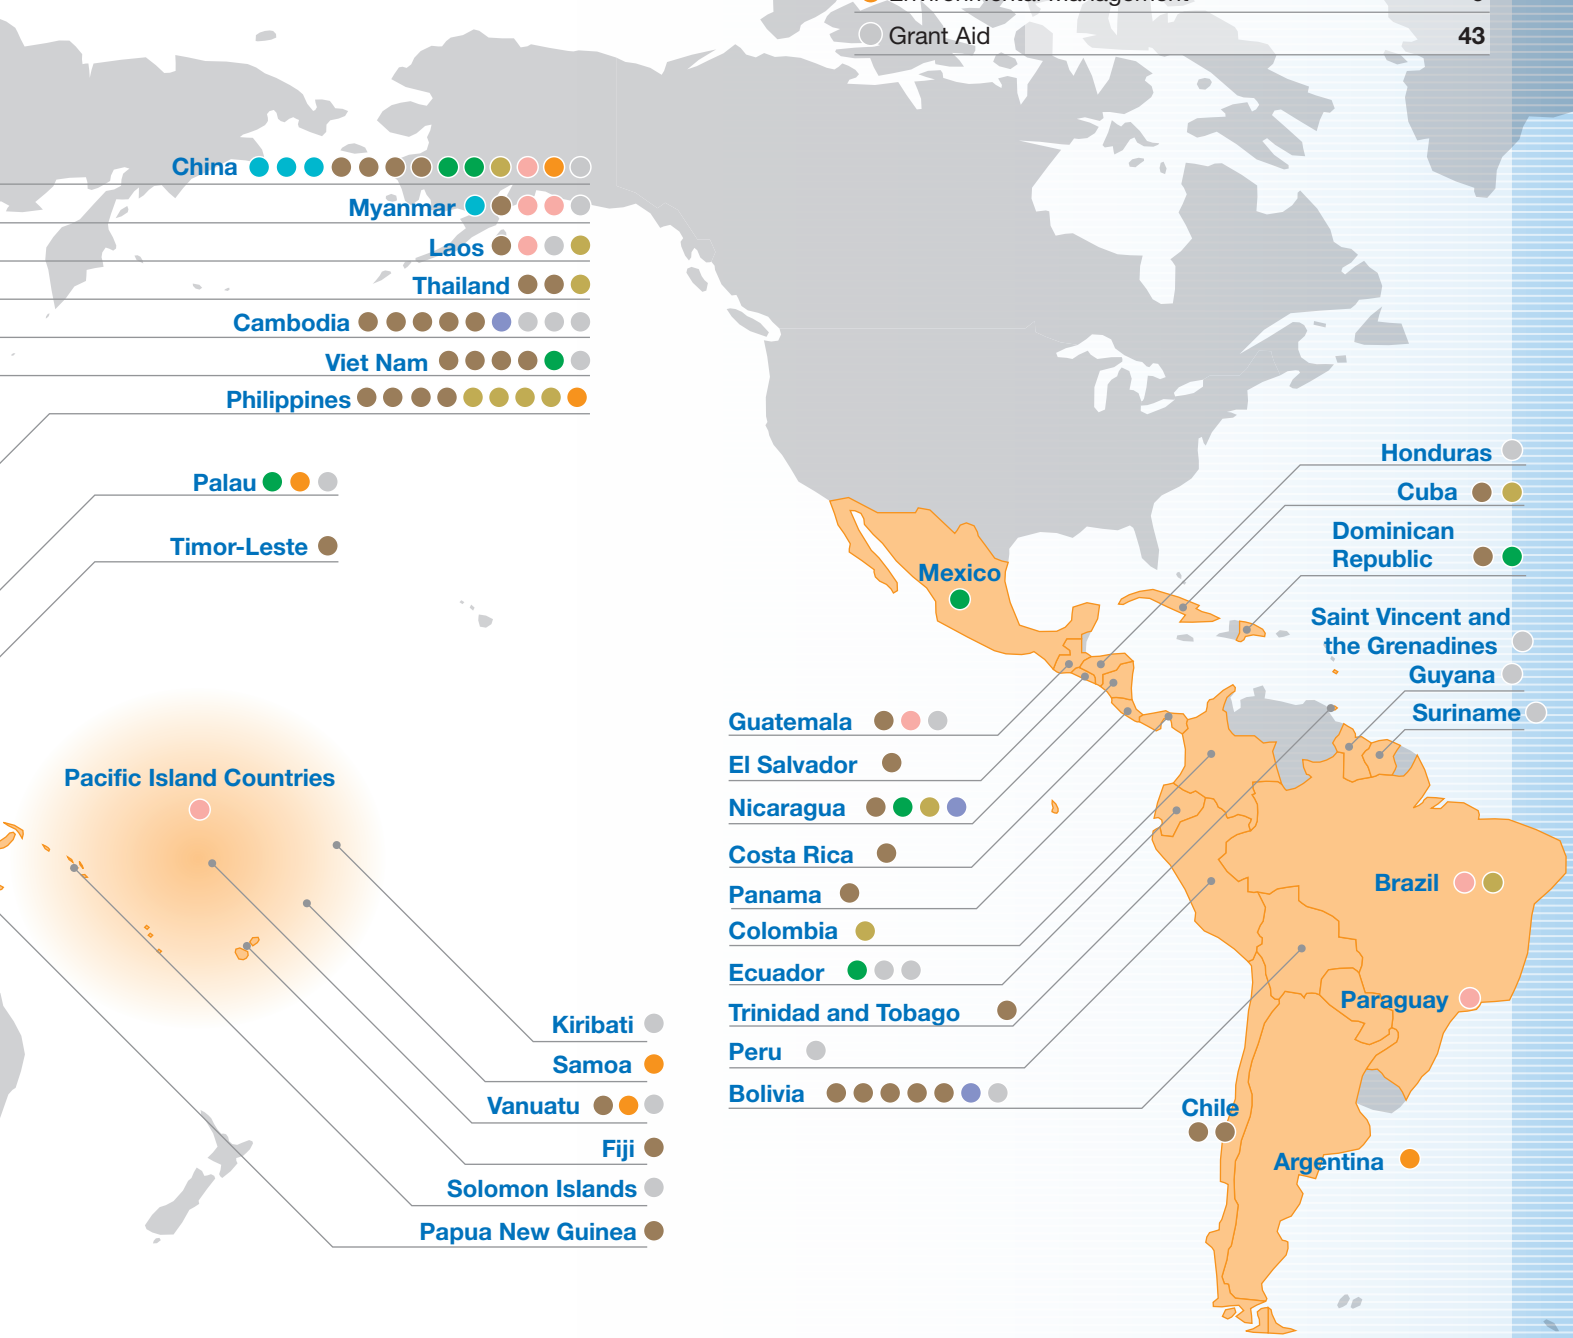 Environmental Management
Grant Aid 43
China
Myanmar
Laos
Thailand
Cambodia
Viet Nam
Philippines
Palau
Timor-Leste
Honduras
Cuba
Dominican
Republic
Mexico
Saint Vincent and
the Grenadines
Guyana
Suriname
Guatemala
El Salvador
Nicaragua
Costa Rica
Panama
Colombia
Ecuador
Trinidad and Tobago
Peru
Bolivia
Pacific Island Countries
Brazil
Paraguay
Chile
Argentina
Kiribati
Samoa
Vanuatu
Fiji
Solomon Islands
Papua New Guinea